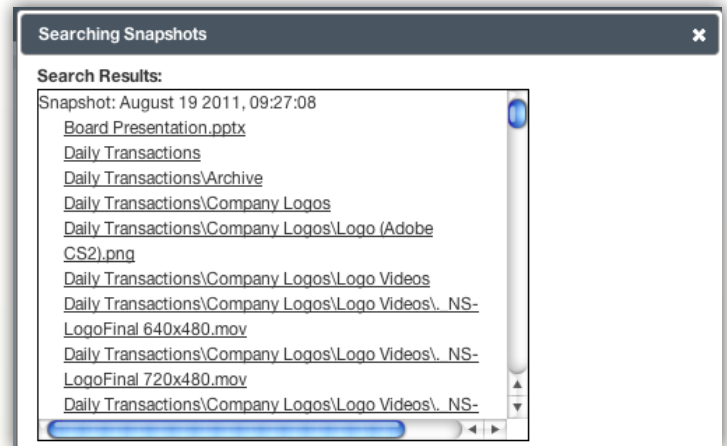 Searching Snapshots
Search Results:
Snapshot: August 19 2011, 09:27:08
Board Presentation.pptx
Daily Transactions
Daily Transactions\Archive
Daily Transactions\Company Logos
Daily Transactions\Company Logos\Logo (Adobe
CS2).png
Daily Transactions\Company Logos\Logo Videos
Daily Transactions\Company Logos\Logo Videos\._NS-
LogoFinal 640x480.mov
Daily Transactions\Company Logos\Logo Videos\._NS-
LogoFinal 720x480.mov
Daily Transactions\Company Logos\Logo Videos\._NS-